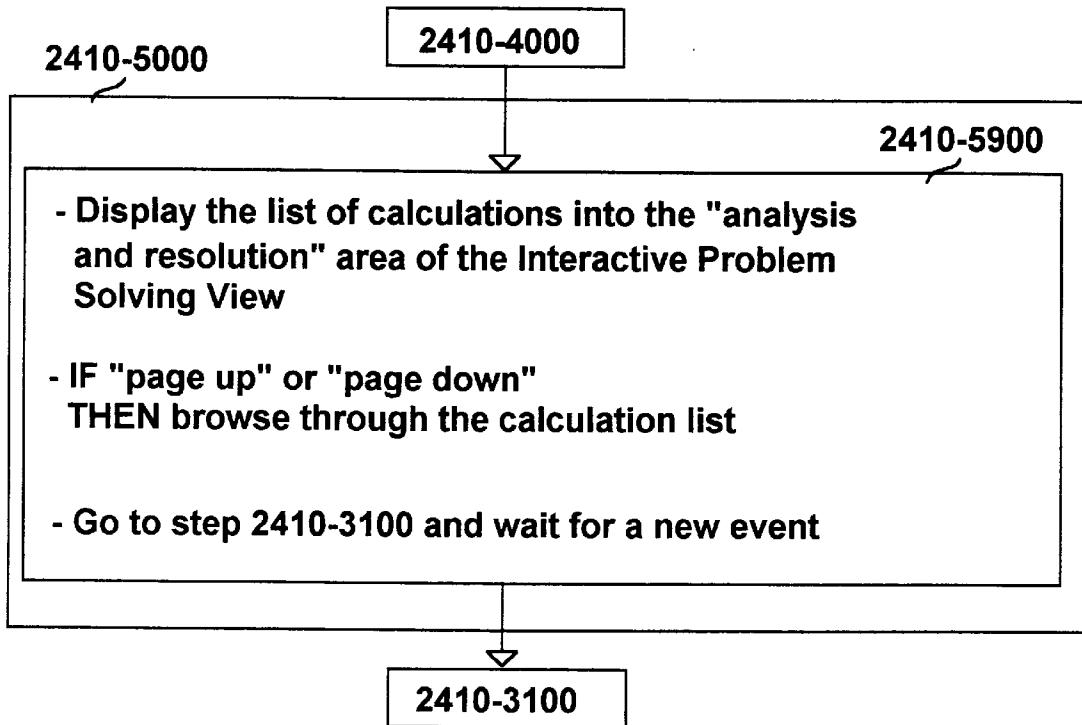 2410-4000
2410-5000
2410-5900
- Display the list of calculations into the "analysis
and resolution" area of the Interactive Problem
Solving View
- IF "page up" or "page down"
THEN browse through the calculation list
- Go to step 2410-3100 and wait for a new event
2410-3100